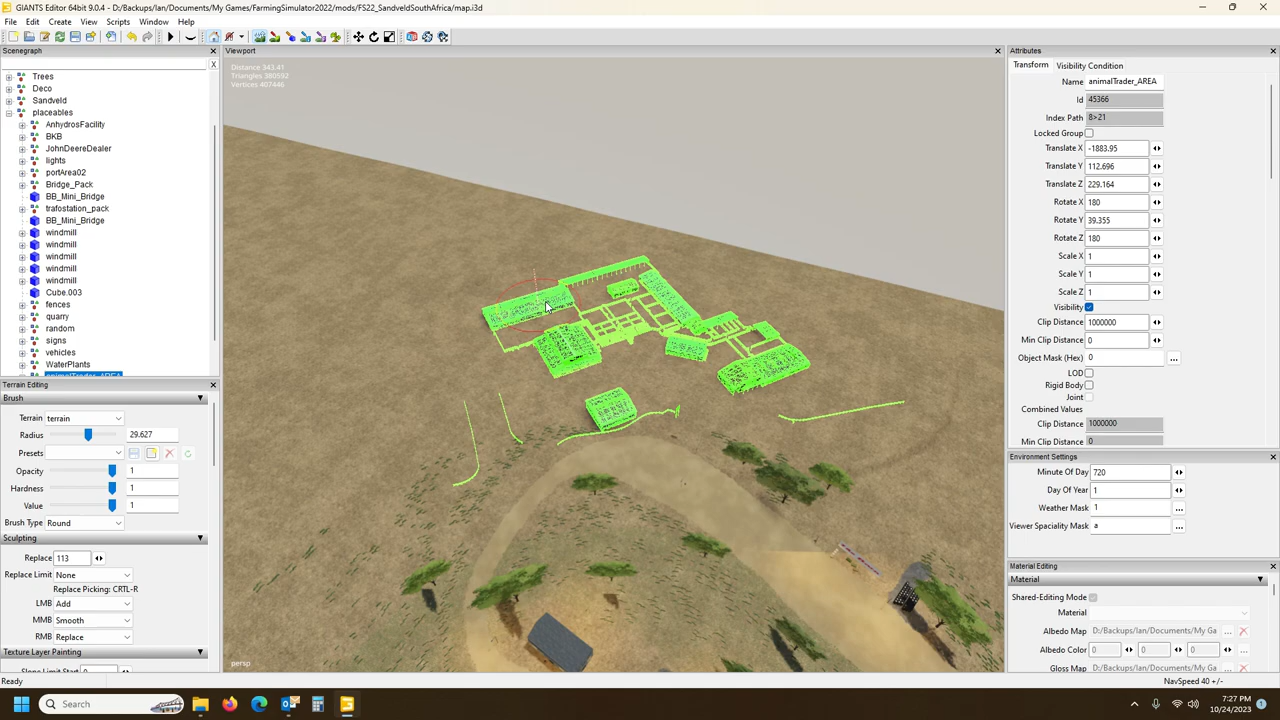 GIANTS Editor 64bit 9.0.4 - D:/Backups/Ian/Documents/My Games/FarmingSimulator2022/mods/FS22_SandveldSouthAfrica/map.i3d
File Edit Create View Scripts Window Help
Scenegraph
Viewport
Attributes
X
Trees
Deco
Sandveld
placeables
AnhydrosFacility
BKB
JohnDeereDealer
lights
portArea02
Bridge_Pack
BB_Mini_Bridge
trafostation_pack
BB_Mini_Bridge
windmill
windmill
windmill
windmill
windmill
Cube.003
fences
quarry
random
signs
vehicles
WaterPlants
animalTrader_AREA
Terrain Editing
Brush
Terrain terrain
Radius 29.627
Presets
Opacity 1
Hardness 1
Value 1
Brush Type Round
Sculpting
Replace 113
Replace Limit None
Replace Picking: CRTL-R
LMB Add
MMB Smooth
RMB Replace
Texture Layer Painting
Slope Limit Start 0
Ready
Distance 343.41
Triangles 380592
Vertices 407446
persp
Transform Visibility Condition
Name animalTrader_AREA
Id 45366
Index Path 8>21
Locked Group
Translate X -1883.95
Translate Y 112.696
Translate Z 229.164
Rotate X 180
Rotate Y 39.355
Rotate Z 180
Scale X 1
Scale Y 1
Scale Z 1
Visibility
Clip Distance 1000000
Min Clip Distance 0
Object Mask (Hex) 0 ...
LOD
Rigid Body
Joint
Combined Values
Clip Distance 1000000
Min Clip Distance 0
Environment Settings
Minute Of Day 720
Day Of Year 1
Weather Mask 1 ...
Viewer Spaciality Mask a ...
Material Editing
Material
Shared-Editing Mode
Material
Albedo Map D:/Backups/Ian/Documents/My Ga ...
Albedo Color 0 0 0 ...
Gloss Map D:/Backups/Ian/Documents/My Ga ...
NavSpeed 40 +/-
Search
7:27 PM
10/24/2023